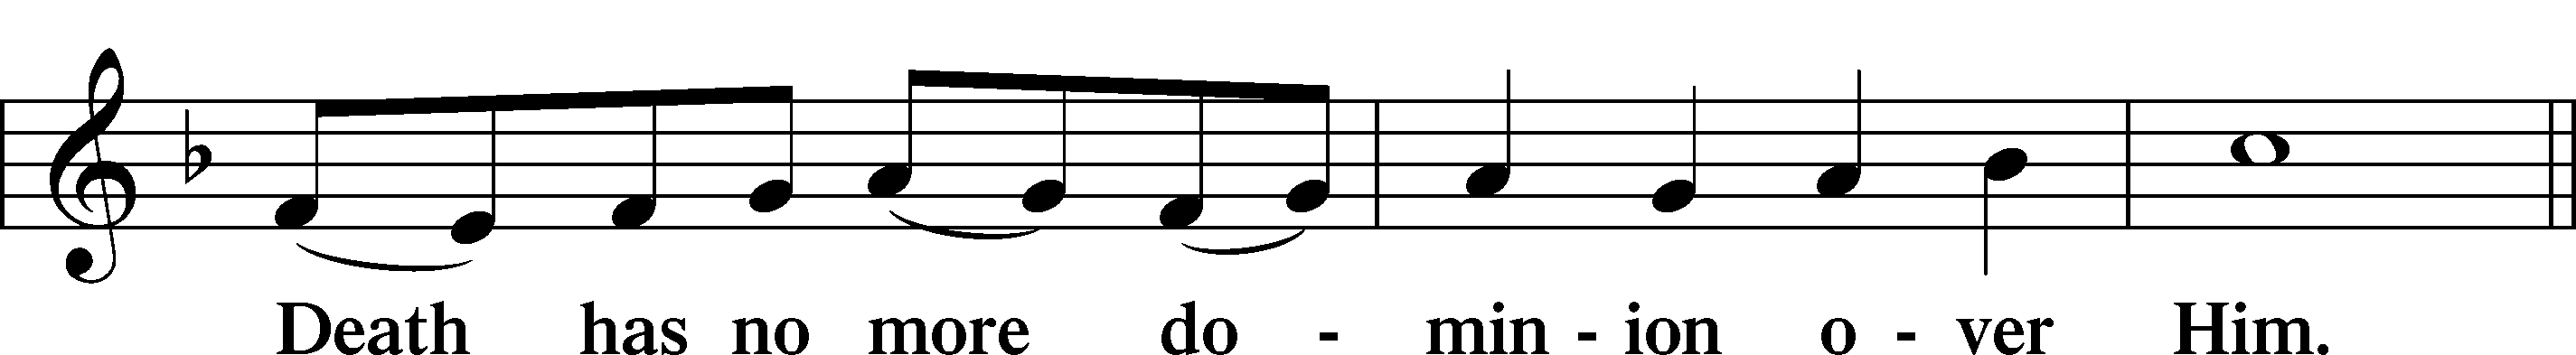 Death has no more do - min - ion o - ver Him.